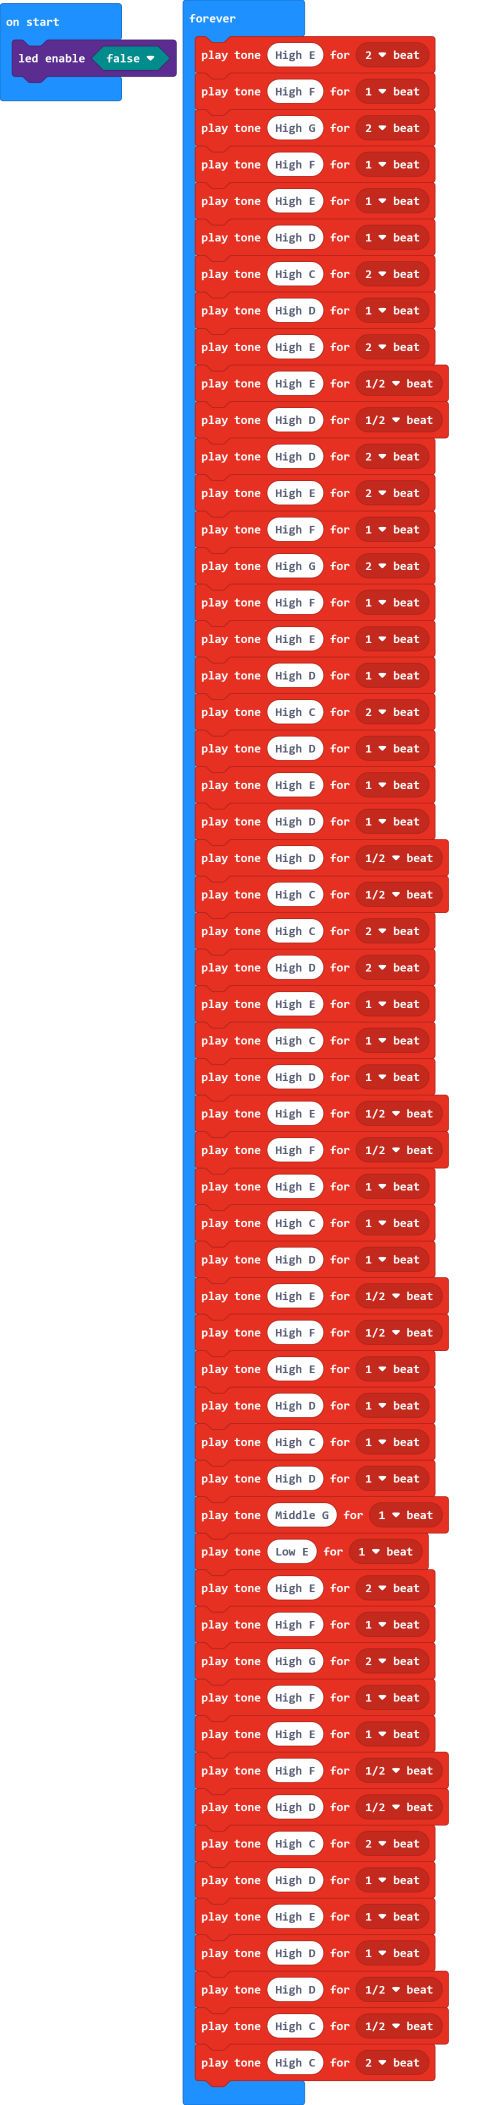 on start
led enable false
forever
play tone High E for 2 beat
play tone High F for 1 beat
play tone High G for 2 beat
play tone High F for 1 beat
play tone High E for 1 beat
play tone High D for 1 beat
play tone High C for 2 beat
play tone High D for 1 beat
play tone High E for 2 beat
play tone High E for 1/2 beat
play tone High D for 1/2 beat
play tone High D for 2 beat
play tone High E for 2 beat
play tone High F for 1 beat
play tone High G for 2 beat
play tone High F for 1 beat
play tone High E for 1 beat
play tone High D for 1 beat
play tone High C for 2 beat
play tone High D for 1 beat
play tone High E for 1 beat
play tone High D for 1 beat
play tone High D for 1/2 beat
play tone High C for 1/2 beat
play tone High C for 2 beat
play tone High D for 2 beat
play tone High E for 1 beat
play tone High C for 1 beat
play tone High D for 1 beat
play tone High E for 1/2 beat
play tone High F for 1/2 beat
play tone High E for 1 beat
play tone High C for 1 beat
play tone High D for 1 beat
play tone High E for 1/2 beat
play tone High F for 1/2 beat
play tone High E for 1 beat
play tone High D for 1 beat
play tone High C for 1 beat
play tone High D for 1 beat
play tone Middle G for 1 beat
play tone Low E for 1 beat
play tone High E for 2 beat
play tone High F for 1 beat
play tone High G for 2 beat
play tone High F for 1 beat
play tone High E for 1 beat
play tone High F for 1/2 beat
play tone High D for 1/2 beat
play tone High C for 2 beat
play tone High D for 1 beat
play tone High E for 1 beat
play tone High D for 1 beat
play tone High D for 1/2 beat
play tone High C for 1/2 beat
play tone High C for 2 beat